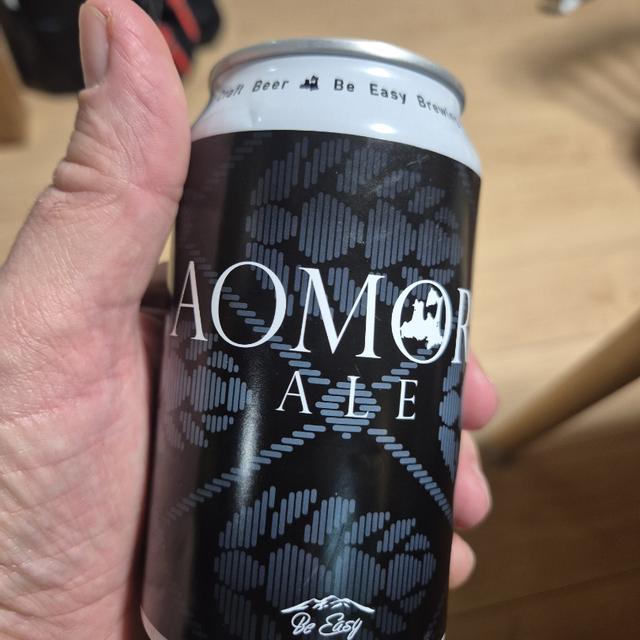 Craft Beer Be Easy Brewing
AOMOR
ALE
Be Easy